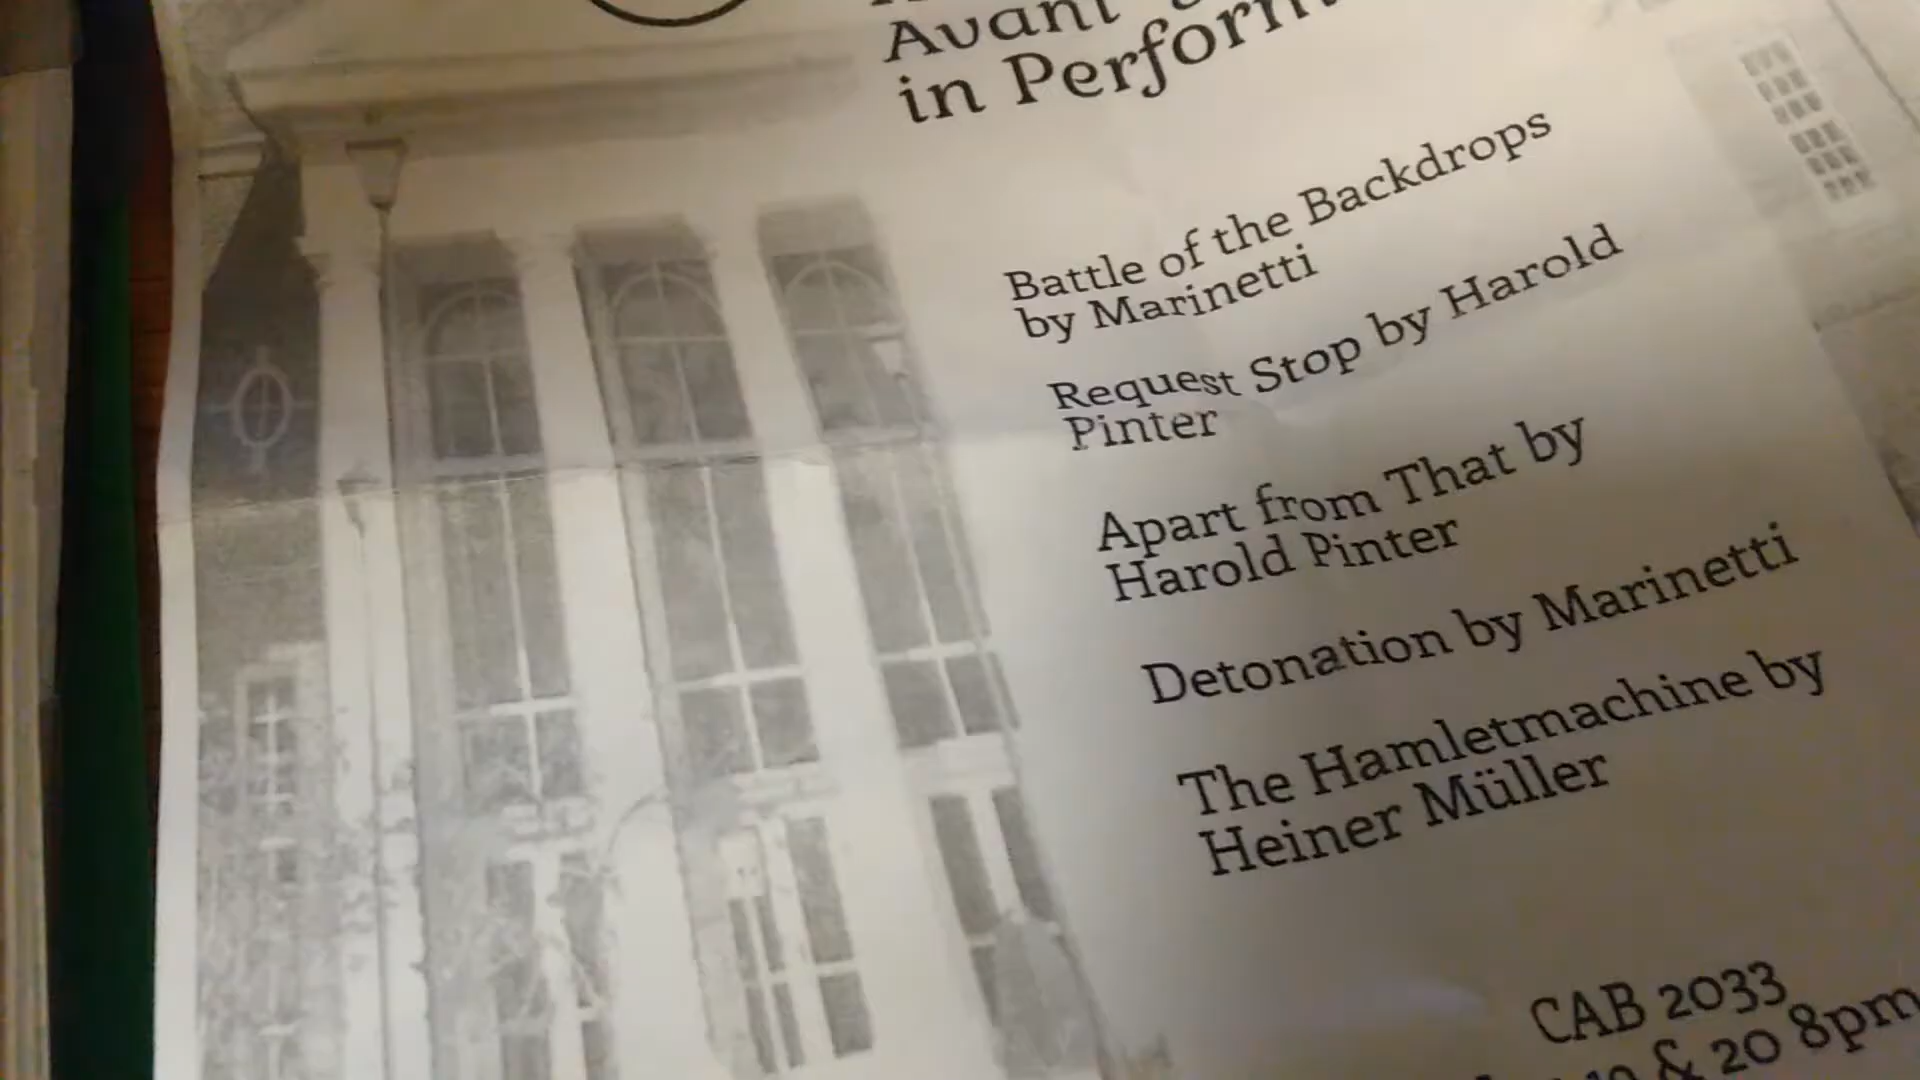 Avant
in Perform
Battle of the Backdrops
by Marinetti
Request Stop by Harold
Pinter
Apart from That by
Harold Pinter
Detonation by Marinetti
The Hamletmachine by
Heiner Müller
CAB 2033
& 20 8pm